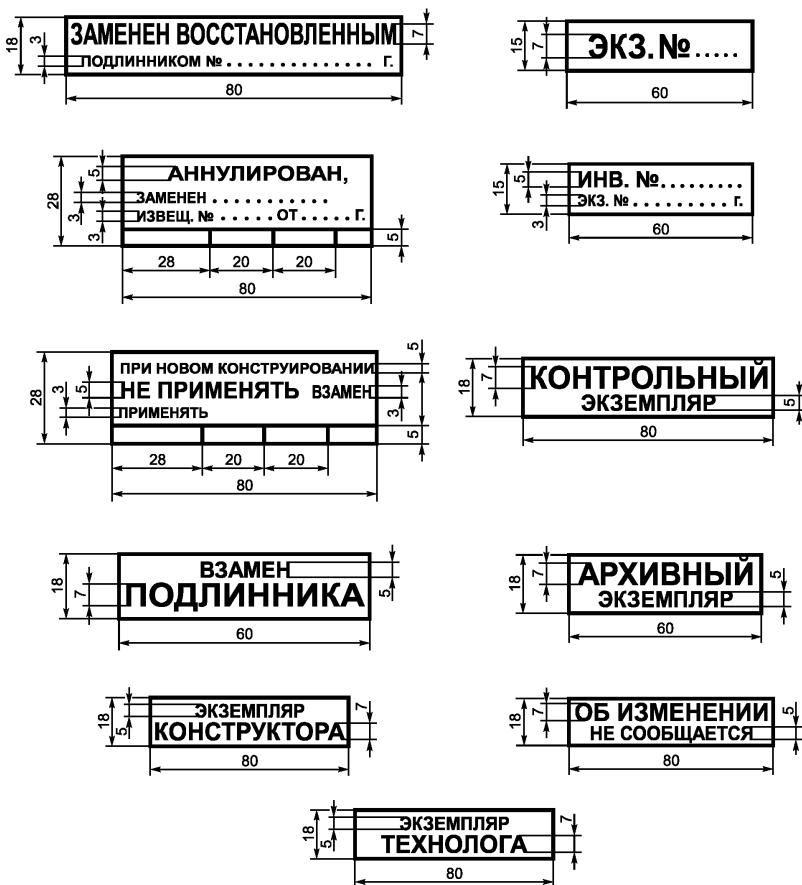 ЗАМЕНЕН ВОССТАНОВЛЕННЫМ
ПОДЛИННИКОМ № . . . . . . . . . . . . . . Г.
18
3
7
80
ЭКЗ. № . . . . .
15
7
60
АННУЛИРОВАН,
ЗАМЕНЕН . . . . . . . . . . .
ИЗВЕЩ. № . . . . . ОТ . . . . . Г.
28
5
3
3
5
28 20 20
80
ИНВ. № . . . . . . . . .
ЭКЗ. № . . . . . . . . . Г.
15
5
3
60
ПРИ НОВОМ КОНСТРУИРОВАНИИ
НЕ ПРИМЕНЯТЬ ВЗАМЕН
ПРИМЕНЯТЬ
28
3
5
5
3
5
28 20 20
80
КОНТРОЛЬНЫЙ
ЭКЗЕМПЛЯР
18
7
5
80
ВЗАМЕН
ПОДЛИННИКА
18
7
5
60
АРХИВНЫЙ
ЭКЗЕМПЛЯР
18
7
5
60
ЭКЗЕМПЛЯР
КОНСТРУКТОРА
18
5
7
80
ОБ ИЗМЕНЕНИИ
НЕ СООБЩАЕТСЯ
18
7
5
80
ЭКЗЕМПЛЯР
ТЕХНОЛОГА
18
5
7
80